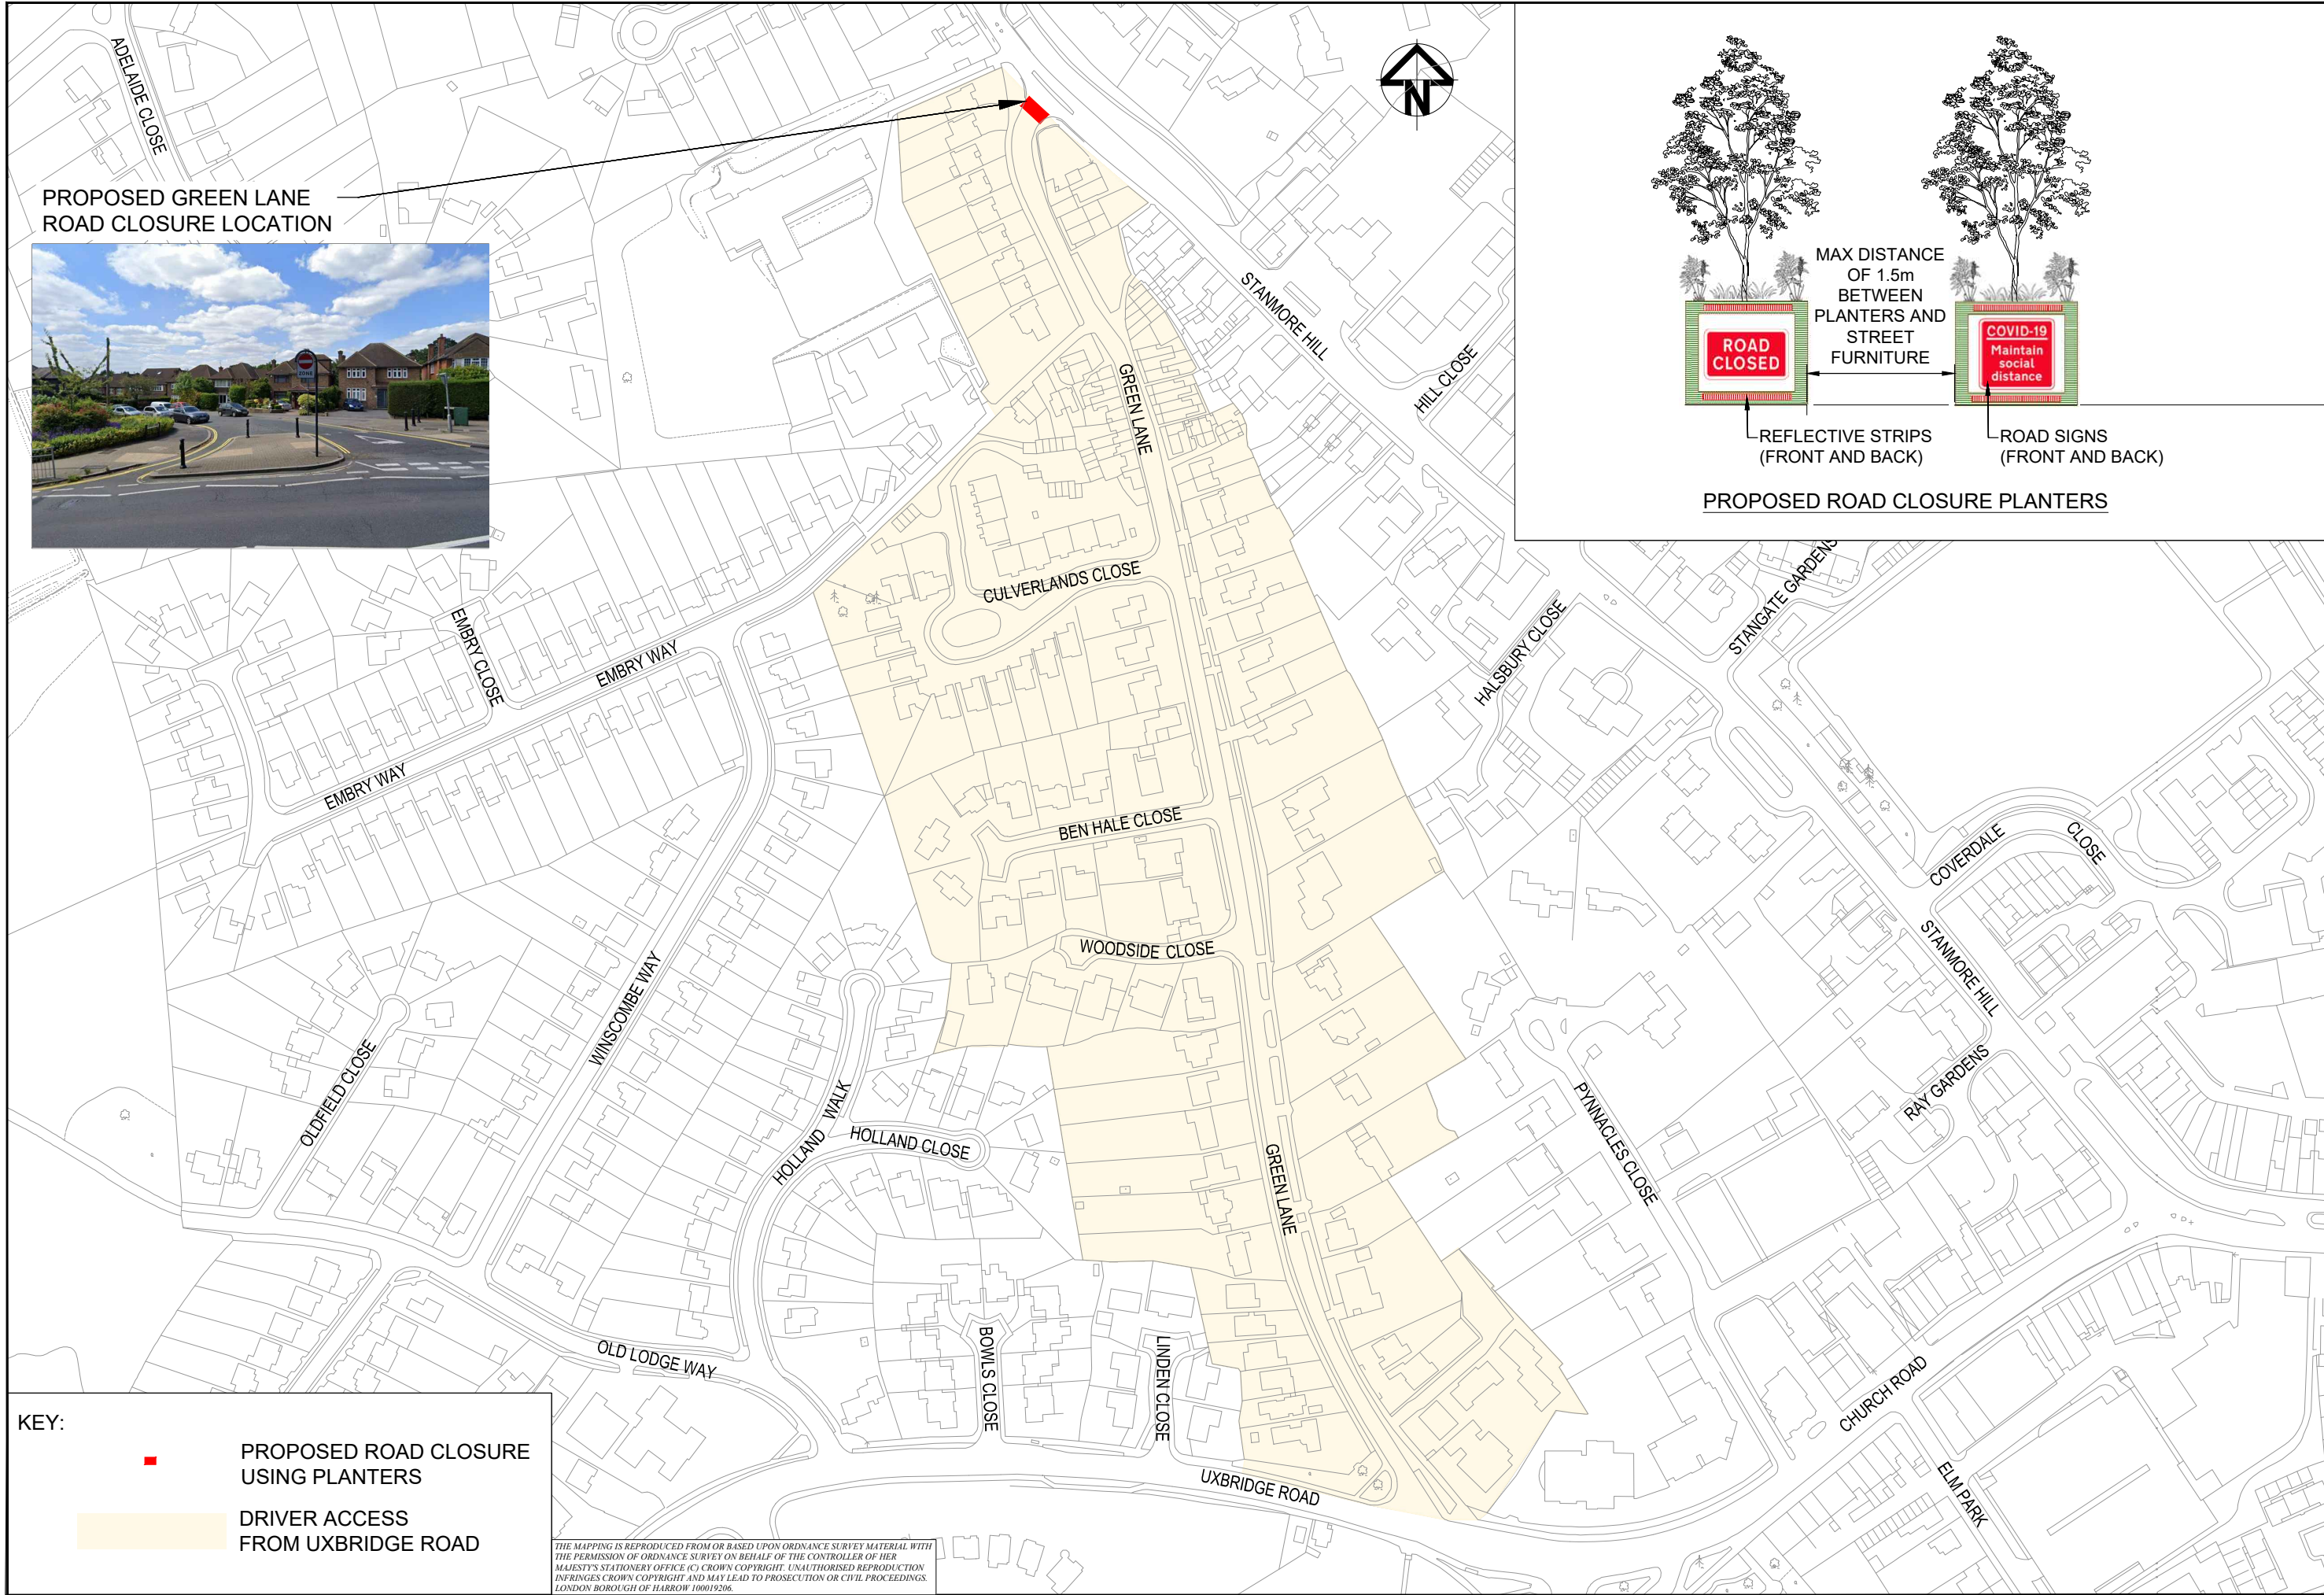 ADELAIDE CLOSE
PROPOSED GREEN LANE
ROAD CLOSURE LOCATION
ZONE
N
STANMORE HILL
HILL CLOSE
GREEN LANE
MAX DISTANCE
OF 1.5m
BETWEEN
PLANTERS AND
STREET
FURNITURE
ROAD
CLOSED
COVID-19
Maintain
social
distance
REFLECTIVE STRIPS
(FRONT AND BACK)
ROAD SIGNS
(FRONT AND BACK)
PROPOSED ROAD CLOSURE PLANTERS
CULVERLANDS CLOSE
STANGATE GARDENS
HALSBURY CLOSE
EMBRY CLOSE
EMBRY WAY
EMBRY WAY
BEN HALE CLOSE
COVERDALE
CLOSE
WOODSIDE CLOSE
STANMORE HILL
WINSCOMBE WAY
OLDFIELD CLOSE
HOLLAND WALK
HOLLAND CLOSE
GREEN LANE
PYNNACLES CLOSE
RAY GARDENS
OLD LODGE WAY
BOWLS CLOSE
LINDEN CLOSE
CHURCH ROAD
UXBRIDGE ROAD
ELM PARK
KEY:
PROPOSED ROAD CLOSURE
USING PLANTERS
DRIVER ACCESS
FROM UXBRIDGE ROAD
THE MAPPING IS REPRODUCED FROM OR BASED UPON ORDNANCE SURVEY MATERIAL WITH
THE PERMISSION OF ORDNANCE SURVEY ON BEHALF OF THE CONTROLLER OF HER
MAJESTY'S STATIONERY OFFICE (C) CROWN COPYRIGHT. UNAUTHORISED REPRODUCTION
INFRINGES CROWN COPYRIGHT AND MAY LEAD TO PROSECUTION OR CIVIL PROCEEDINGS.
LONDON BOROUGH OF HARROW 100019206.